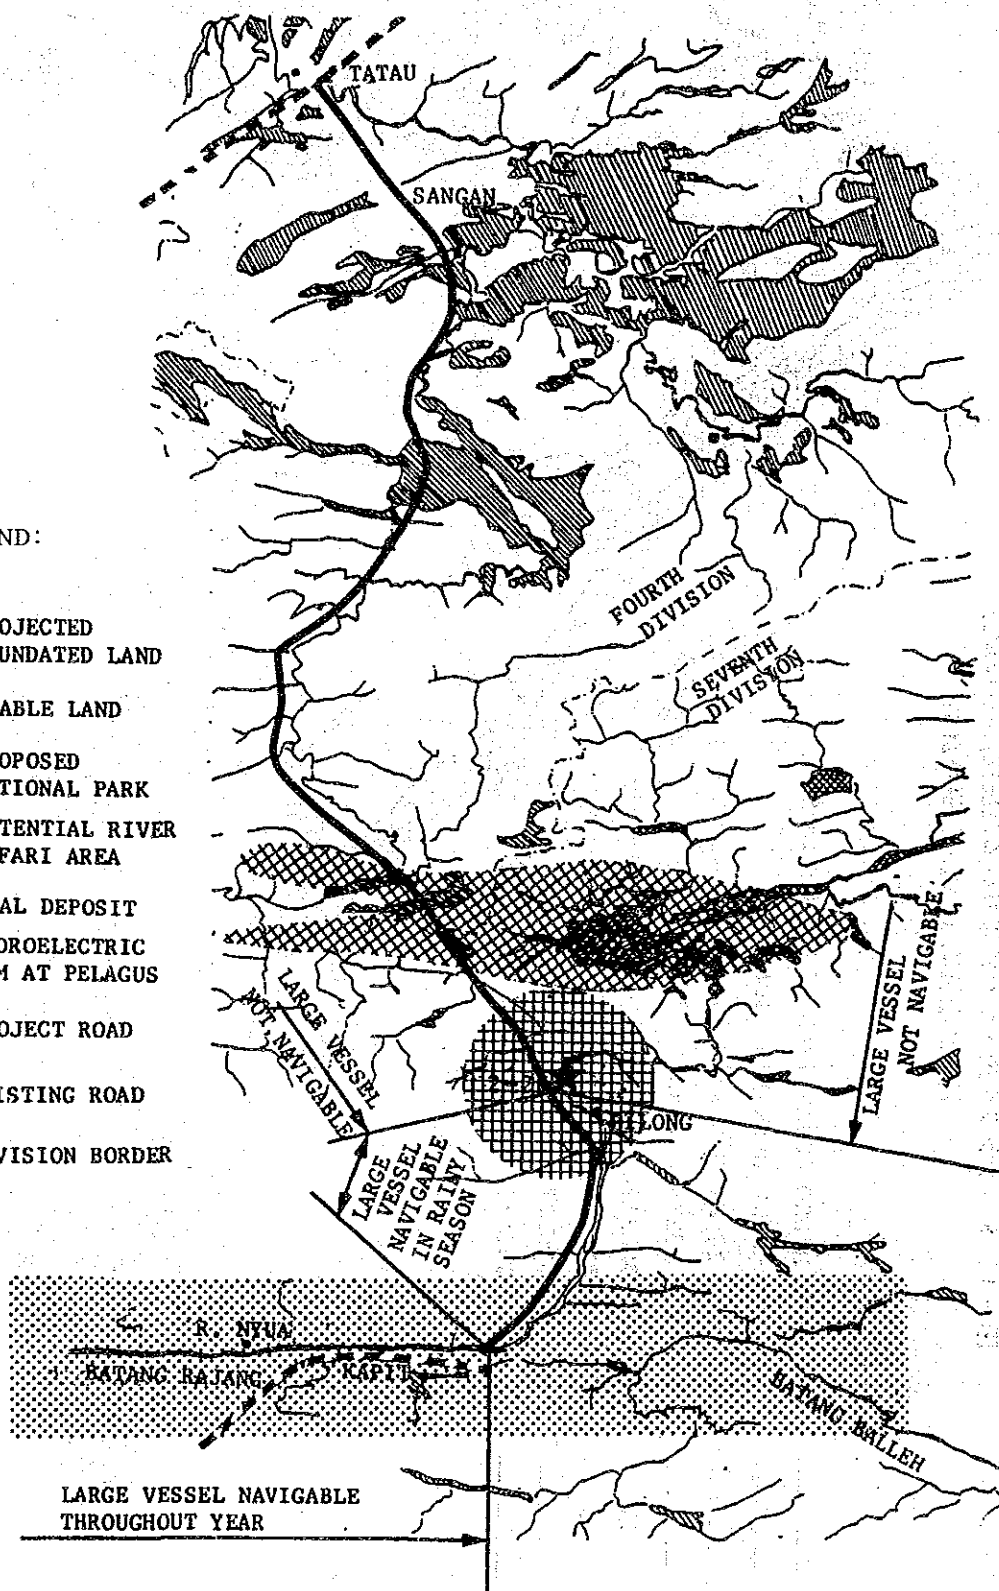 TATAU
SANGAN
ND:
OJECTED
UNDATED LAND
ABLE LAND
OPOSED
TIONAL PARK
TENTIAL RIVER
FARI AREA
AL DEPOSIT
DROELECTRIC
M AT PELAGUS
OJECT ROAD
ISTING ROAD
VISION BORDER
FOURTH
DIVISION
SEVENTH
DIVISION
LARGE VESSEL
NOT NAVIGABLE
LARGE VESSEL
NOT NAVIGABLE
LONG
LARGE
VESSEL
NAVIGABLE
IN RAINY
SEASON
R. NYUA
BATANG RAJANG
KAPIT
BATANG BALLEH
LARGE VESSEL NAVIGABLE
THROUGHOUT YEAR